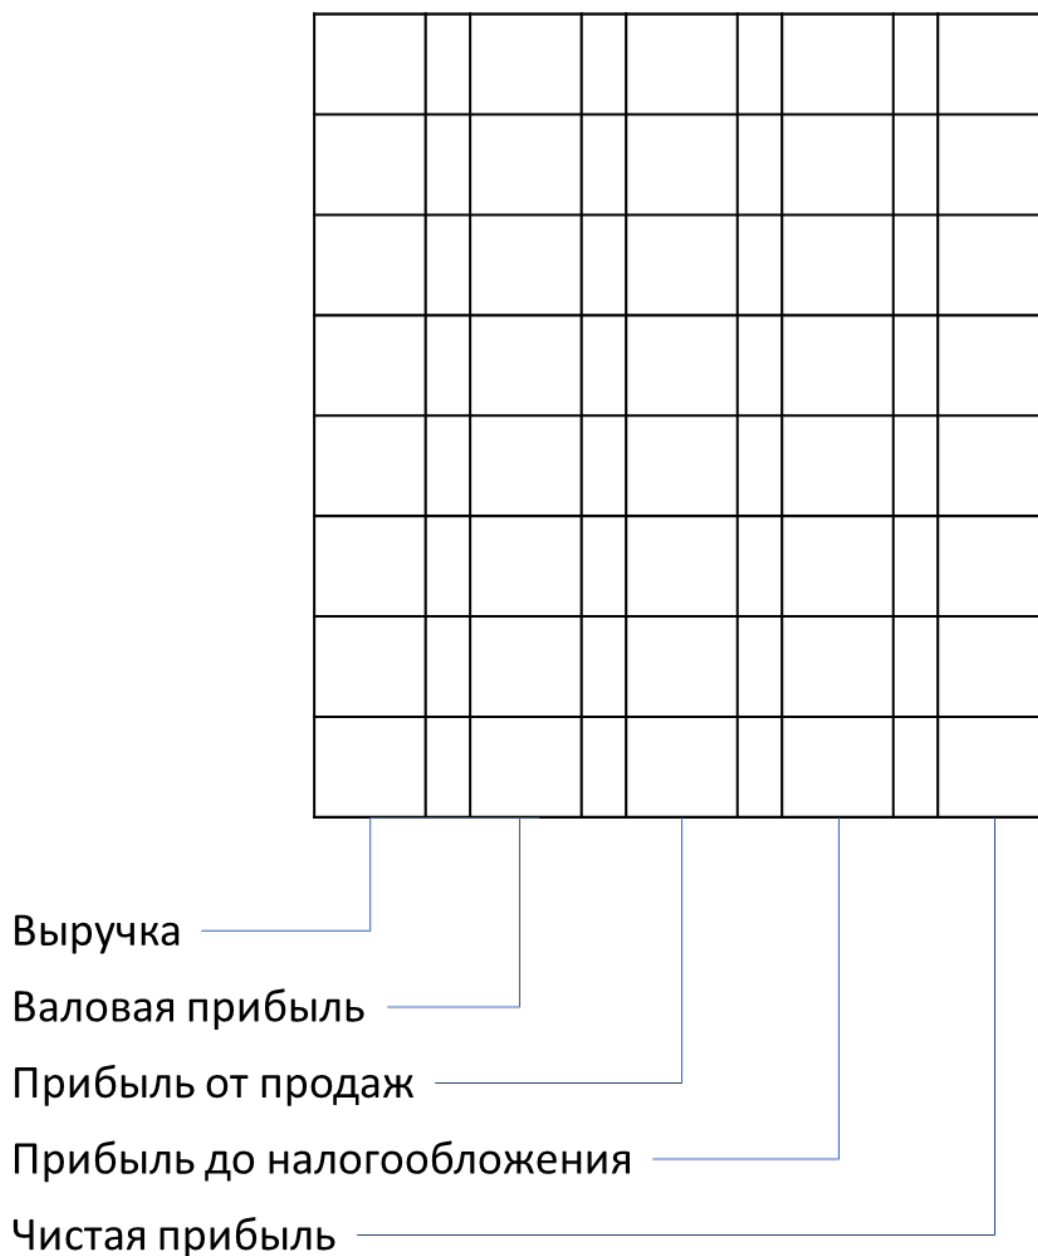 Выручка
Валовая прибыль
Прибыль от продаж
Прибыль до налогообложения
Чистая прибыль